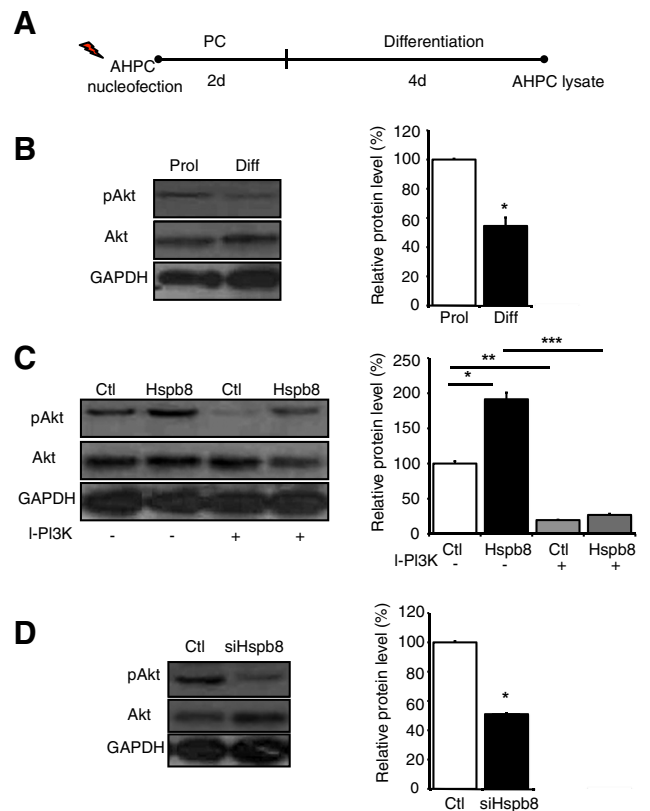 A
PC
Differentiation
AHPC
nucleofection
2d
4d
AHPC lysate
B
Prol Diff
pAkt
Akt
GAPDH
Relative protein level (%)
120
100
80
60
40
20
0
*
Prol Diff
C
Ctl Hspb8 Ctl Hspb8
pAkt
Akt
GAPDH
I-PI3K - - + +
Relative protein level (%)
250
200
150
100
50
0
***
**
*
Ctl Hspb8 Ctl Hspb8
I-PI3K - - + +
D
Ctl siHspb8
pAkt
Akt
GAPDH
Relative protein level (%)
120
100
80
60
40
20
0
*
Ctl siHspb8